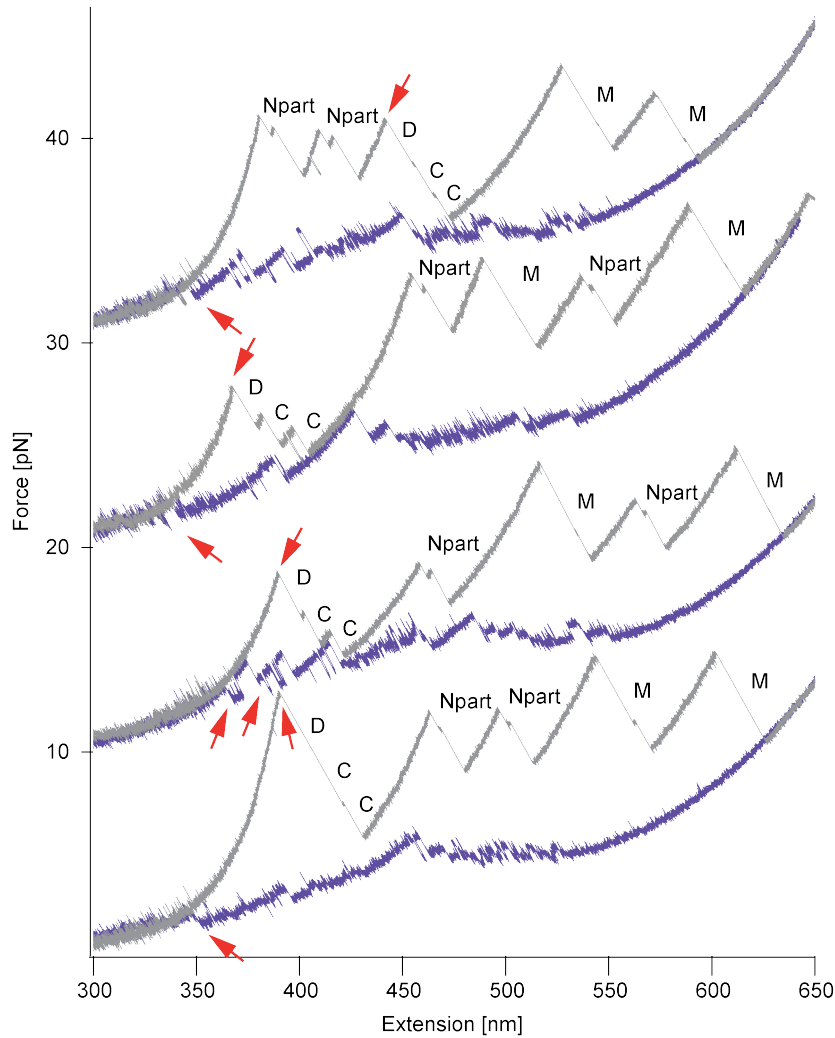 Npart Npart D C C M M
40
Npart M Npart M
30
D C C
Force [pN]
20
D C C Npart M Npart M
10
D C C Npart Npart M M
300 350 400 450 500 550 600 650
Extension [nm]